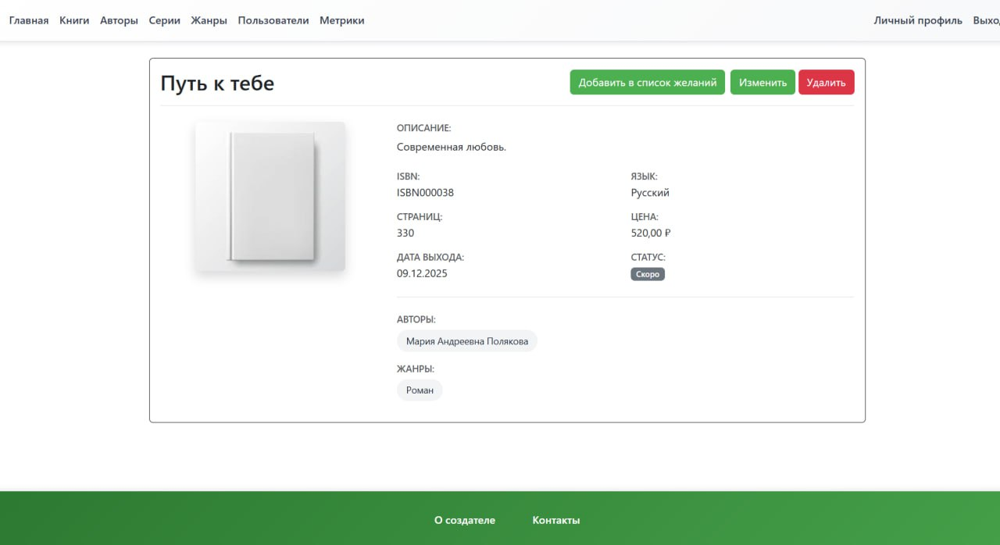 Главная Книги Авторы Серии Жанры Пользователи Метрики Личный профиль
Путь к тебе
Добавить в список желаний Изменить Удалить
ОПИСАНИЕ:
Современная любовь.
ISBN: ЯЗЫК:
ISBN000038 Русский
СТРАНИЦ: ЦЕНА:
330 520,00 ₽
ДАТА ВЫХОДА: СТАТУС:
09.12.2025 Скоро
АВТОРЫ:
Мария Андреевна Полякова
ЖАНРЫ:
Роман
О создателе Контакты